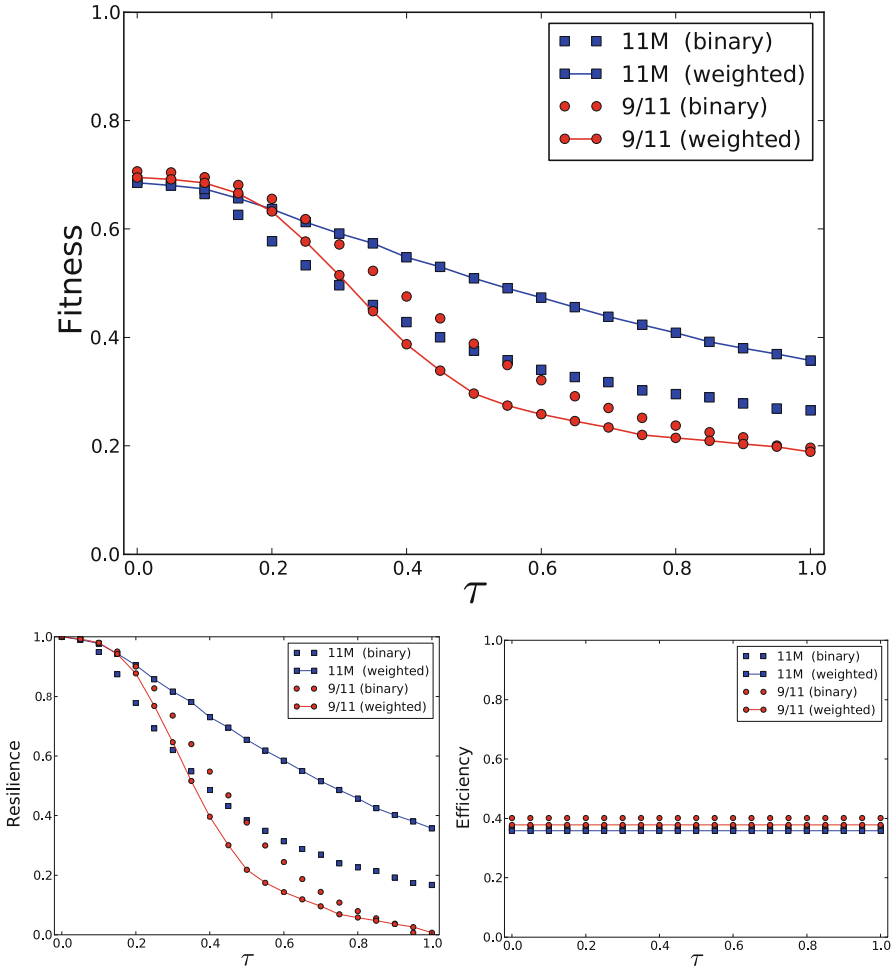 1.0
0.8
0.6
0.4
0.2
0.0
Fitness
0.0 0.2 0.4 0.6 0.8 1.0
τ
11M (binary)
11M (weighted)
9/11 (binary)
9/11 (weighted)
1.0
0.8
0.6
0.4
0.2
0.0
Resilience
0.0 0.2 0.4 0.6 0.8 1.0
τ
11M (binary)
11M (weighted)
9/11 (binary)
9/11 (weighted)
1.0
0.8
0.6
0.4
0.2
0.0
Efficiency
0.0 0.2 0.4 0.6 0.8 1.0
τ
11M (binary)
11M (weighted)
9/11 (binary)
9/11 (weighted)